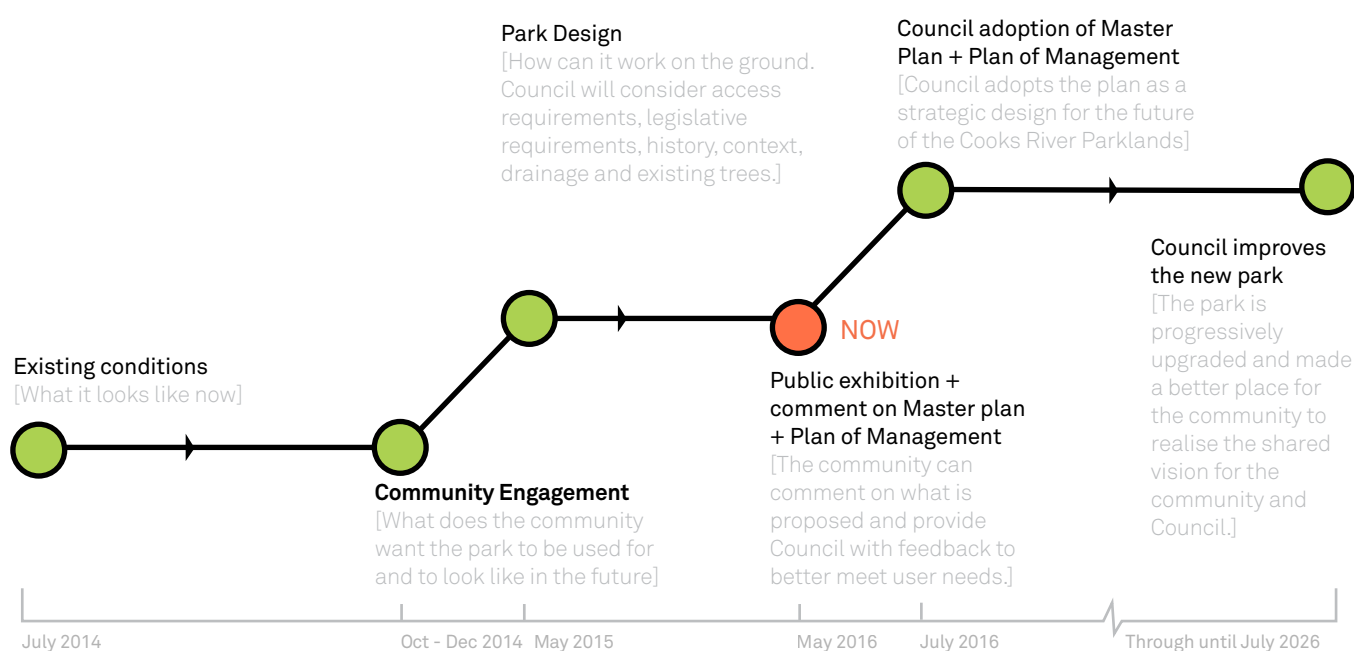 Park Design
[How can it work on the ground.
Council will consider access
requirements, legislative
requirements, history, context,
drainage and existing trees.]
Council adoption of Master
Plan + Plan of Management
[Council adopts the plan as a
strategic design for the future
of the Cooks River Parklands]
Existing conditions
[What it looks like now]
NOW
Community Engagement
[What does the community
want the park to be used for
and to look like in the future]
Public exhibition +
comment on Master plan
+ Plan of Management
[The community can
comment on what is
proposed and provide
Council with feedback to
better meet user needs.]
Council improves
the new park
[The park is
progressively
upgraded and made
a better place for
the community to
realise the shared
vision for the
community and
Council.]
July 2014
Oct - Dec 2014
May 2015
May 2016
July 2016
Through until July 2026